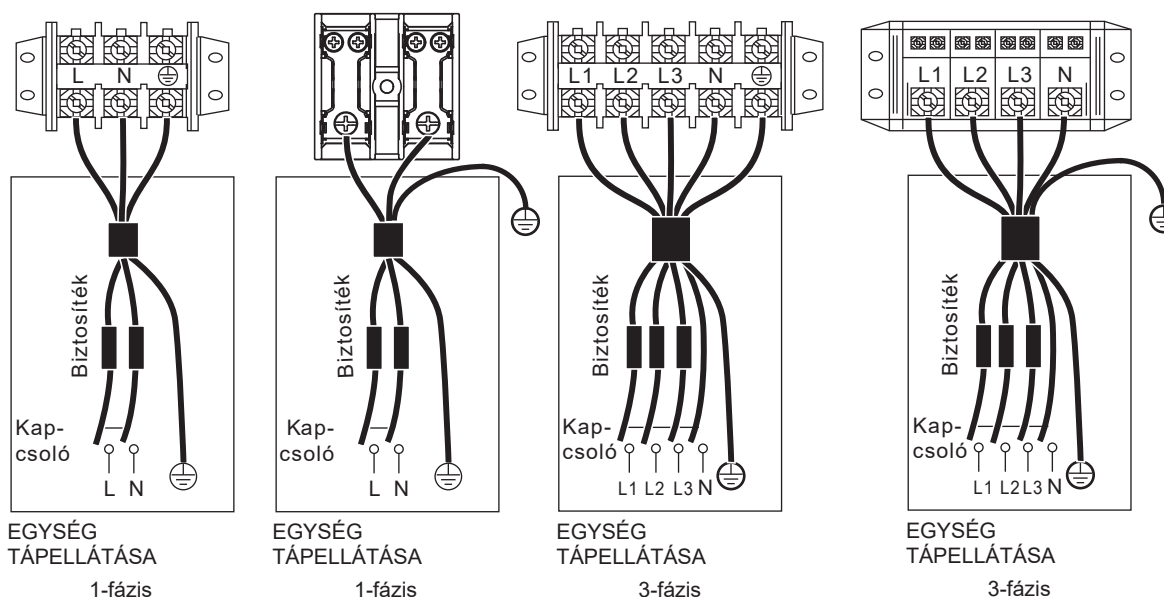 L N
Biztosíték
Kap-
csoló
L N
EGYSÉG
TÁPELLÁTÁSA
1-fázis
Biztosíték
Kap-
csoló
L N
EGYSÉG
TÁPELLÁTÁSA
1-fázis
L1 L2 L3 N
Biztosíték
Kap-
csoló
L1 L2 L3 N
EGYSÉG
TÁPELLÁTÁSA
3-fázis
L1 L2 L3 N
Biztosíték
Kap-
csoló
L1 L2 L3 N
EGYSÉG
TÁPELLÁTÁSA
3-fázis